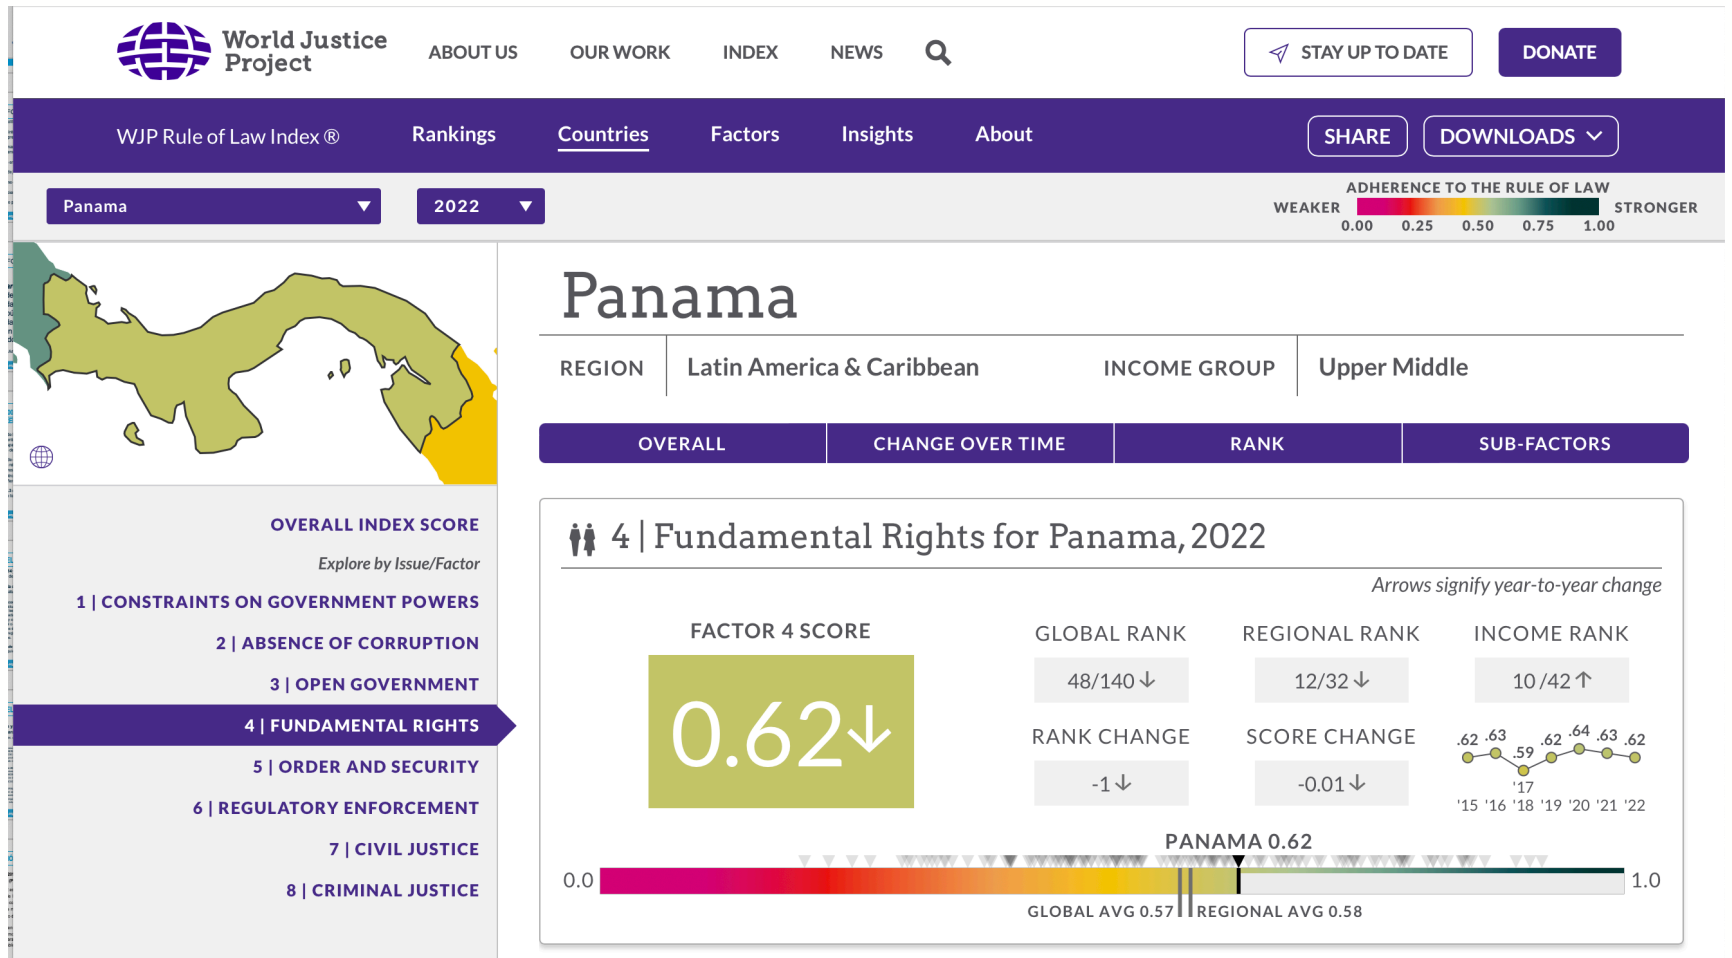 World Justice
Project
ABOUT US
OUR WORK
INDEX
NEWS
STAY UP TO DATE
DONATE
WJP Rule of Law Index ®
Rankings
Countries
Factors
Insights
About
SHARE
DOWNLOADS
Panama
2022
ADHERENCE TO THE RULE OF LAW
WEAKER
STRONGER
0.00 0.25 0.50 0.75 1.00
Panama
REGION
Latin America & Caribbean
INCOME GROUP
Upper Middle
OVERALL
CHANGE OVER TIME
RANK
SUB-FACTORS
OVERALL INDEX SCORE
Explore by Issue/Factor
1 | CONSTRAINTS ON GOVERNMENT POWERS
2 | ABSENCE OF CORRUPTION
3 | OPEN GOVERNMENT
4 | FUNDAMENTAL RIGHTS
5 | ORDER AND SECURITY
6 | REGULATORY ENFORCEMENT
7 | CIVIL JUSTICE
8 | CRIMINAL JUSTICE
4 | Fundamental Rights for Panama, 2022
Arrows signify year-to-year change
FACTOR 4 SCORE
0.62↓
GLOBAL RANK
48/140↓
REGIONAL RANK
12/32↓
INCOME RANK
10/42↑
RANK CHANGE
-1↓
SCORE CHANGE
-0.01↓
.62 .63 .59 .62 .64 .63 .62
'17
'15 '16 '18 '19 '20 '21 '22
PANAMA 0.62
0.0
1.0
GLOBAL AVG 0.57
REGIONAL AVG 0.58